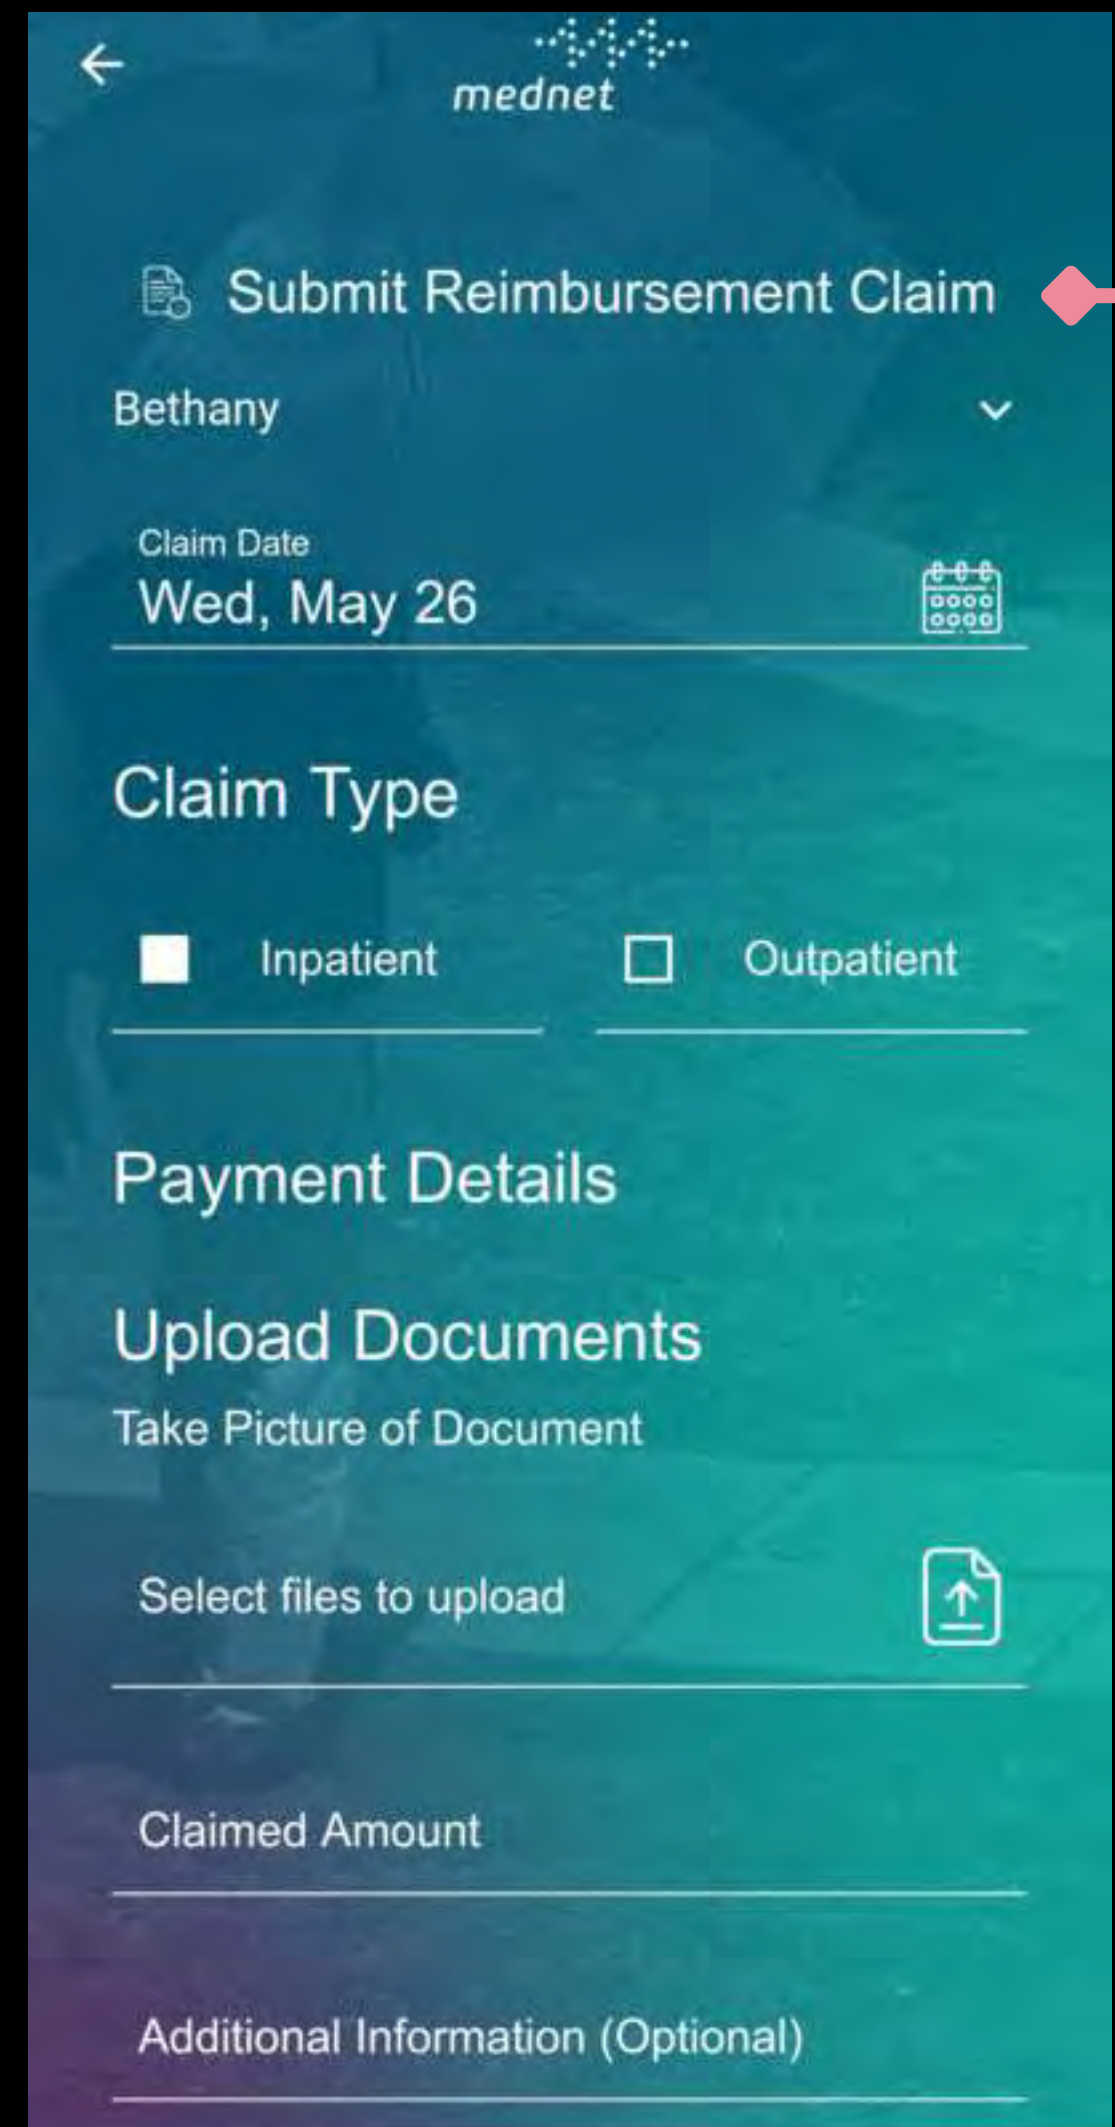 mednet
Submit Reimbursement Claim
Bethany
Claim Date
Wed, May 26
Claim Type
Inpatient Outpatient
Payment Details
Upload Documents
Take Picture of Document
Select files to upload
Claimed Amount
Additional Information (Optional)